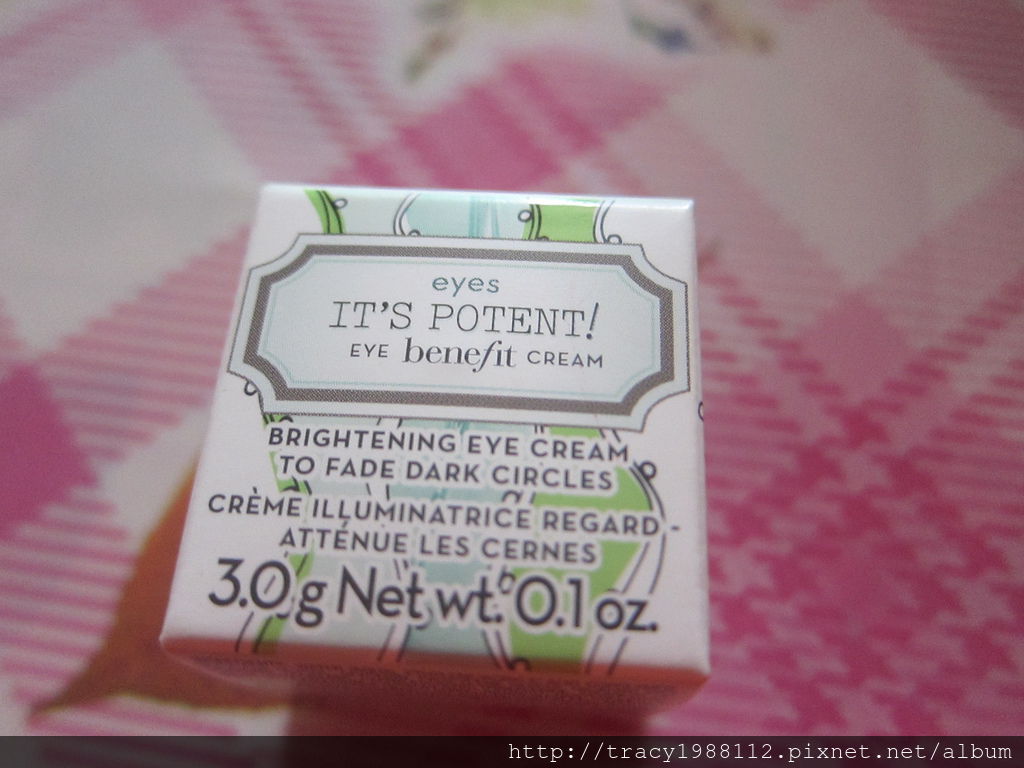 eyes
IT'S POTENT!
EYE benefit CREAM
BRIGHTENING EYE CREAM
TO FADE DARK CIRCLES
CRÈME ILLUMINATRICE REGARD -
ATTÉNUE LES CERNES
3.0 g Net wt. 0.1 oz.
http://tracy1988112.pixnet.net/album